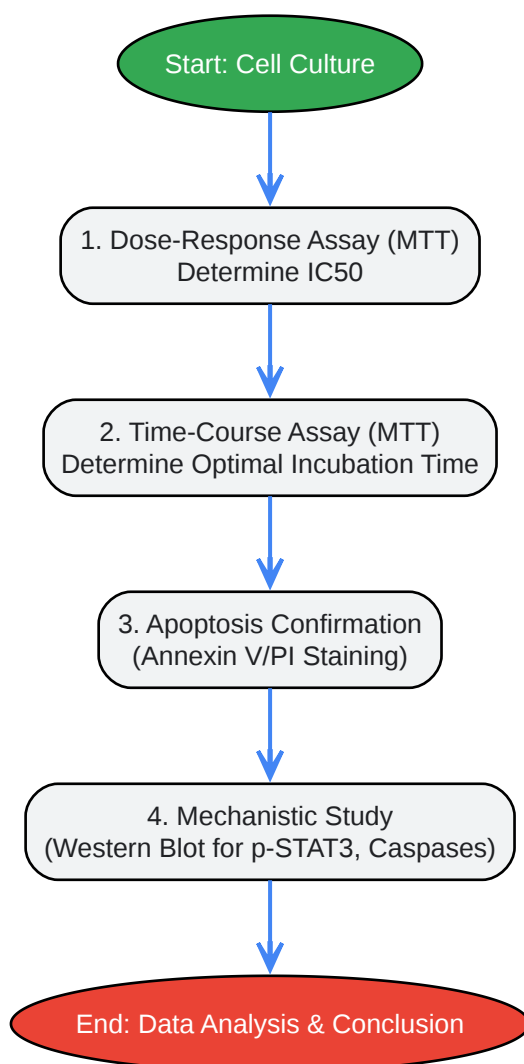 Start: Cell Culture
1. Dose-Response Assay (MTT)
Determine IC50
2. Time-Course Assay (MTT)
Determine Optimal Incubation Time
3. Apoptosis Confirmation
(Annexin V/PI Staining)
4. Mechanistic Study
(Western Blot for p-STAT3, Caspases)
End: Data Analysis & Conclusion